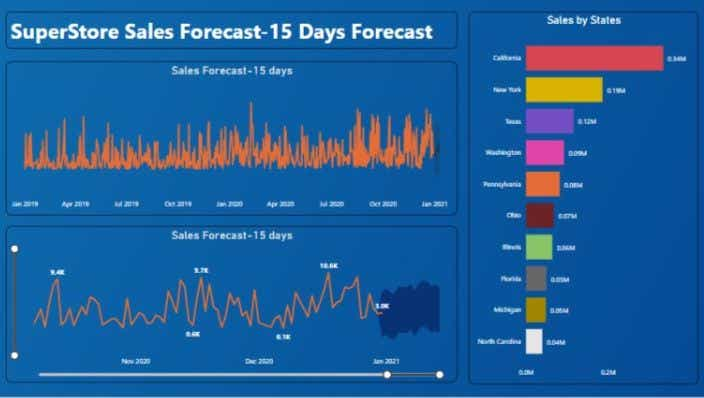 SuperStore Sales Forecast-15 Days Forecast
Sales Forecast-15 days
Jan 2019 Apr 2019 Jul 2019 Oct 2019 Jan 2020 Apr 2020 Jul 2020 Oct 2020 Jan 2021
Sales Forecast-15 days
9.4K
9.7K
10.6K
3.0K
0.6K
0.1K
Nov 2020 Dec 2020 Jan 2021
Sales by States
California 0.34M
New York 0.19M
Texas 0.12M
Washington 0.09M
Pennsylvania 0.08M
Ohio 0.07M
Illinois 0.06M
Florida 0.05M
Michigan 0.05M
North Carolina 0.04M
0.0M 0.2M